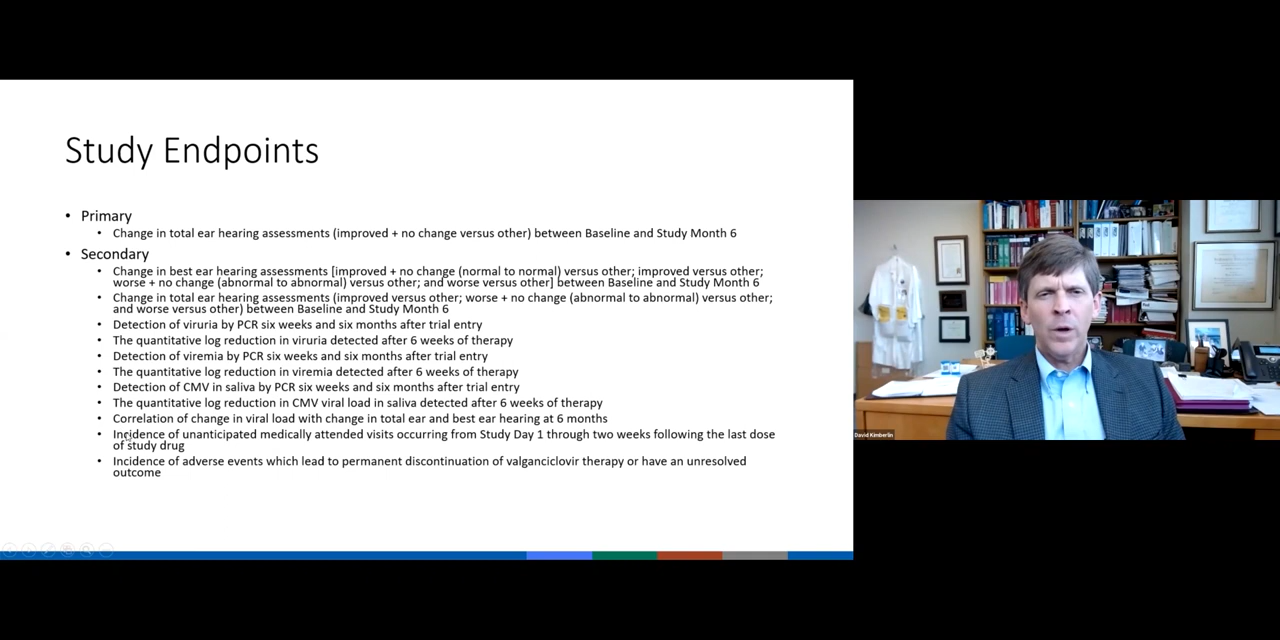 Study Endpoints
• Primary
• Change in total ear hearing assessments (improved + no change versus other) between Baseline and Study Month 6
• Secondary
• Change in best ear hearing assessments [improved + no change (normal to normal) versus other; improved versus other;
worse + no change (abnormal to abnormal) versus other; and worse versus other] between Baseline and Study Month 6
• Change in total ear hearing assessments (improved versus other; worse + no change (abnormal to abnormal) versus other;
and worse versus other) between Baseline and Study Month 6
• Detection of viruria by PCR six weeks and six months after trial entry
• The quantitative log reduction in viruria detected after 6 weeks of therapy
• Detection of viremia by PCR six weeks and six months after trial entry
• The quantitative log reduction in viremia detected after 6 weeks of therapy
• Detection of CMV in saliva by PCR six weeks and six months after trial entry
• The quantitative log reduction in CMV viral load in saliva detected after 6 weeks of therapy
• Correlation of change in viral load with change in total ear and best ear hearing at 6 months
• Incidence of unanticipated medically attended visits occurring from Study Day 1 through two weeks following the last dose
of study drug
• Incidence of adverse events which lead to permanent discontinuation of valganciclovir therapy or have an unresolved
outcome
David Kimberlin